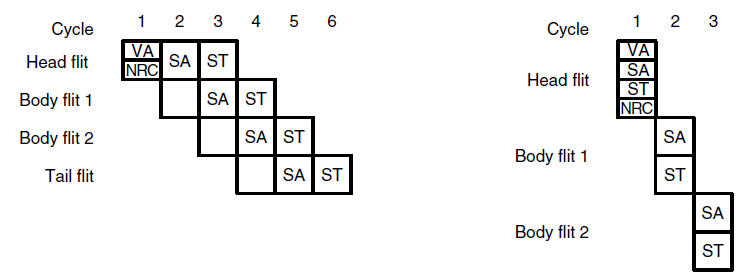 Cycle 1 2 3 4 5 6
Head flit VA NRC SA ST
Body flit 1 SA ST
Body flit 2 SA ST
Tail flit SA ST
Cycle 1 2 3
Head flit VA SA ST NRC
Body flit 1 SA ST
Body flit 2 SA ST